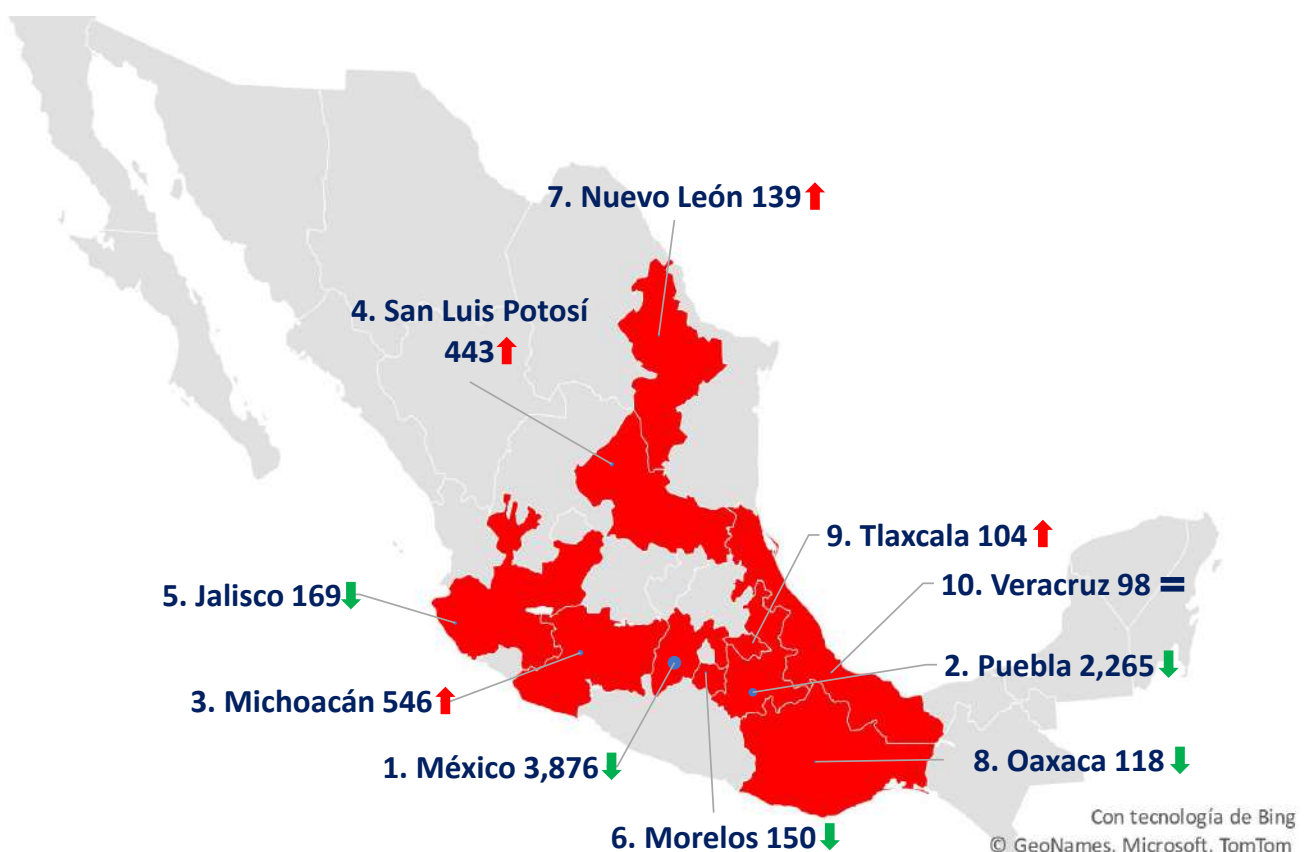 7. Nuevo León 139
4. San Luis Potosí
443
9. Tlaxcala 104
10. Veracruz 98 =
5. Jalisco 169
2. Puebla 2,265
3. Michoacán 546
1. México 3,876
8. Oaxaca 118
6. Morelos 150
Con tecnología de Bing
© GeoNames, Microsoft, TomTom